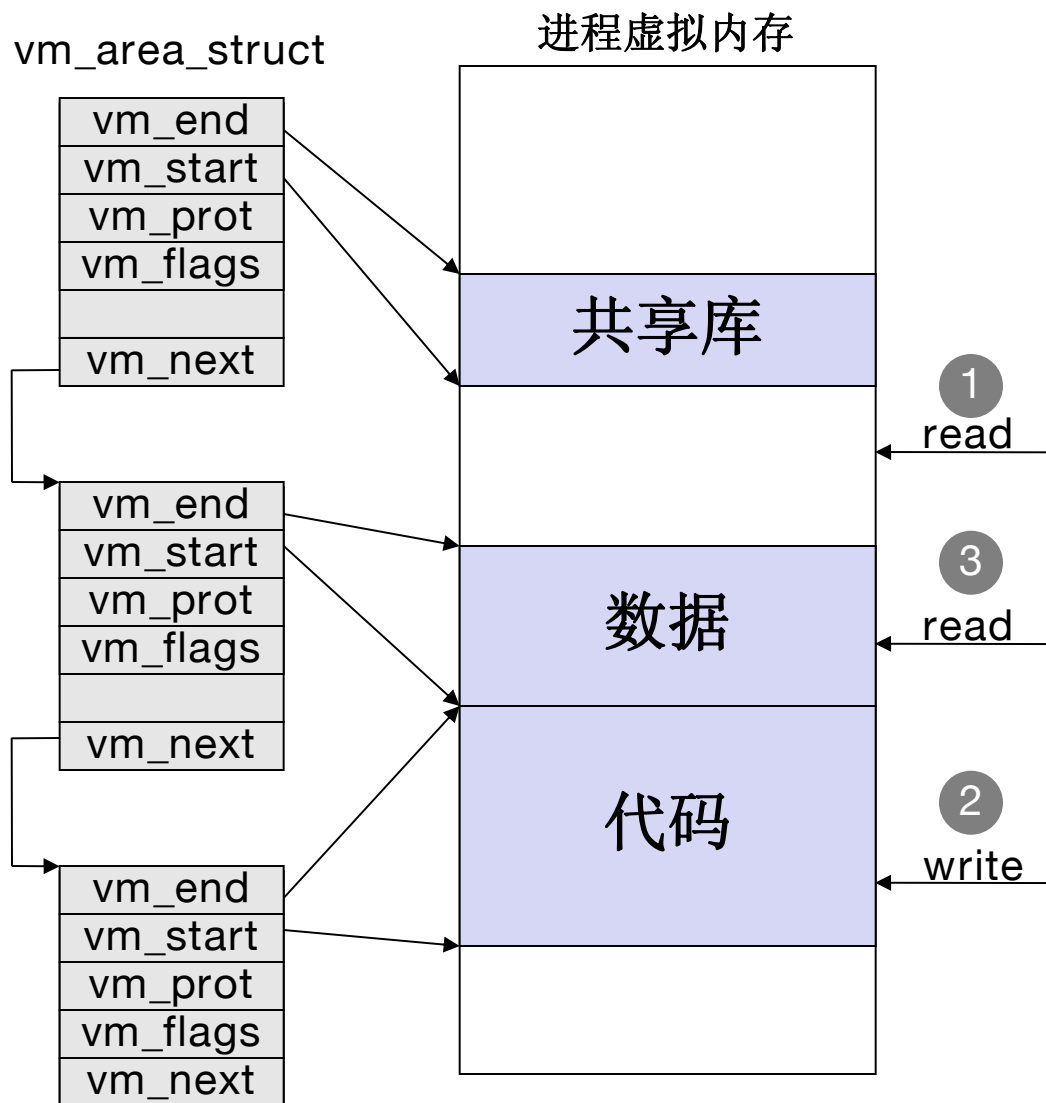 vm_area_struct
vm_end
vm_start
vm_prot
vm_flags
vm_next
vm_end
vm_start
vm_prot
vm_flags
vm_next
vm_end
vm_start
vm_prot
vm_flags
vm_next
进程虚拟内存
共享库
数据
代码
1
read
3
read
2
write